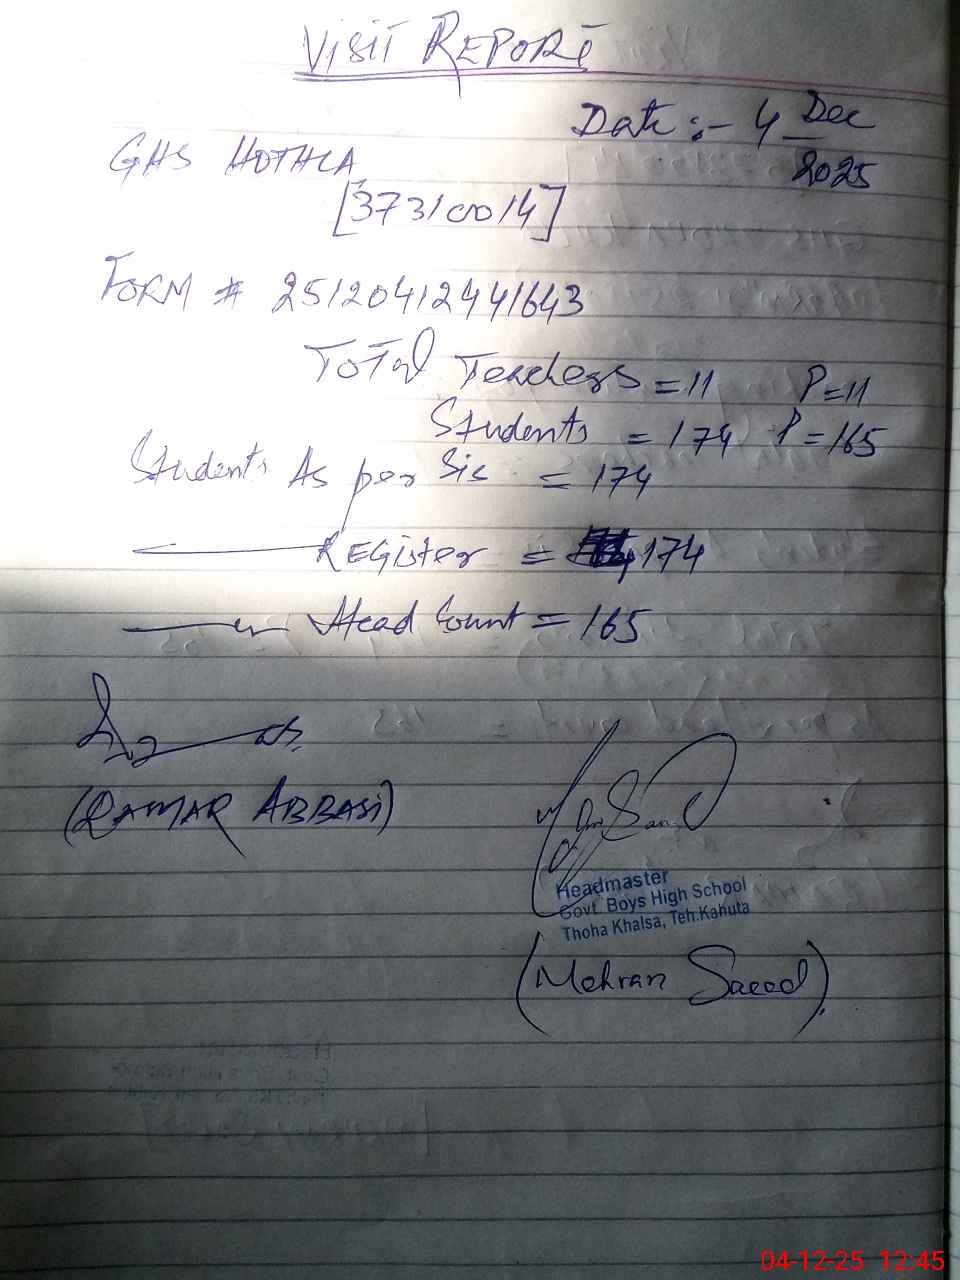 VISIT REPORT
Date :- 4 Dec
2025
GHS HOTHLA
[37310014]
FORM # 25120412441643
Total Teachers = 11 P=11
Students = 174 P=165
Students As per Sis = 174
Register = 174
Head Count = 165
(QAMAR ABBASI)
Headmaster
Govt. Boys High School
Thoha Khalsa, Teh.Kahuta
(Mehran Saeed)
04-12-25 12:45